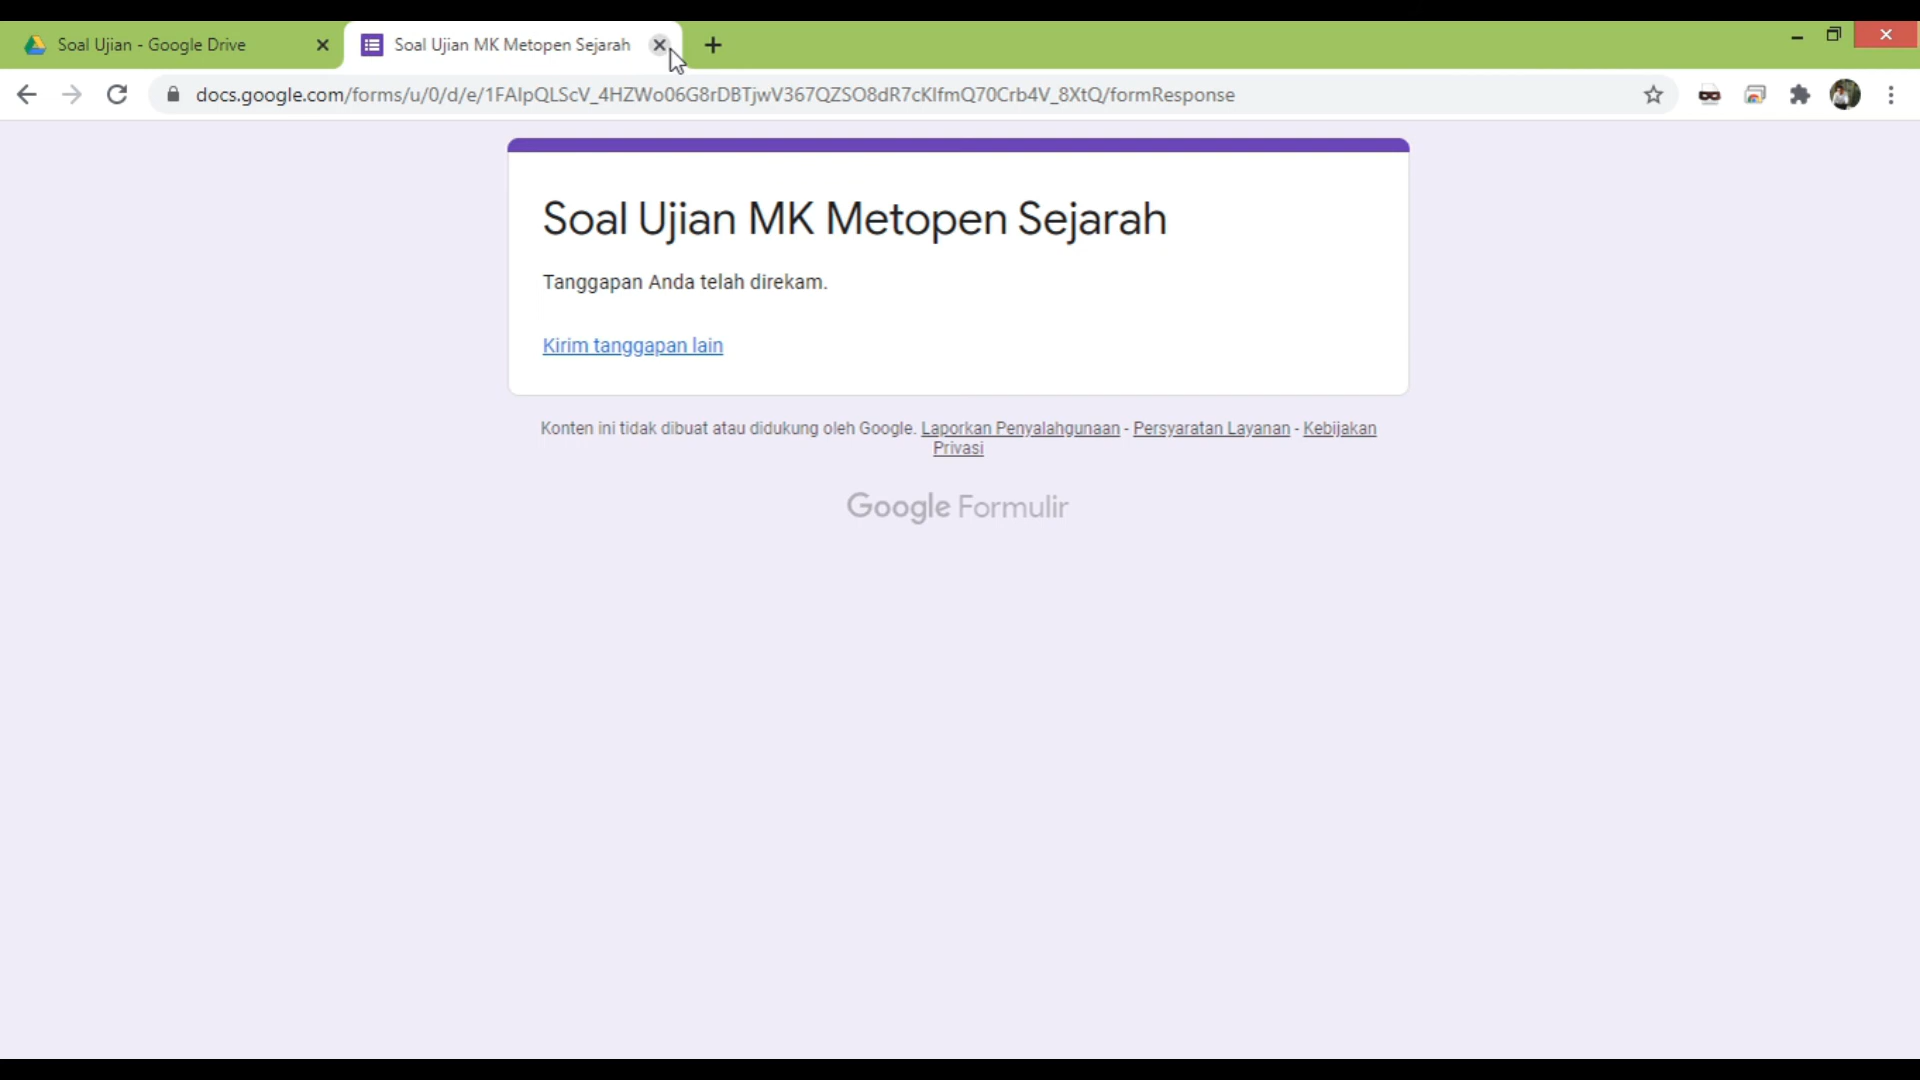 Soal Ujian - Google Drive
Soal Ujian MK Metopen Sejarah
docs.google.com/forms/u/0/d/e/1FAIpQLScV_4HZWo06G8rDBTjwV367QZSO8dR7cKIfmQ70Crb4V_8XtQ/formResponse
Soal Ujian MK Metopen Sejarah
Tanggapan Anda telah direkam.
Kirim tanggapan lain
Konten ini tidak dibuat atau didukung oleh Google. Laporkan Penyalahgunaan - Persyaratan Layanan - Kebijakan
Privasi
Google Formulir